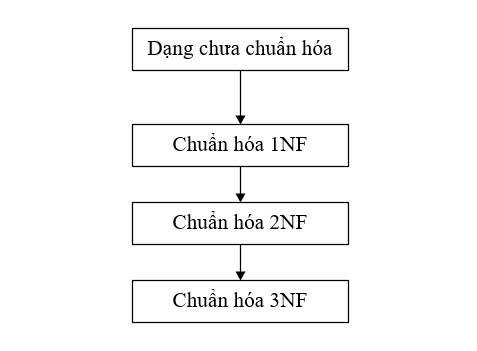 Dạng chưa chuẩn hóa
Chuẩn hóa 1NF
Chuẩn hóa 2NF
Chuẩn hóa 3NF